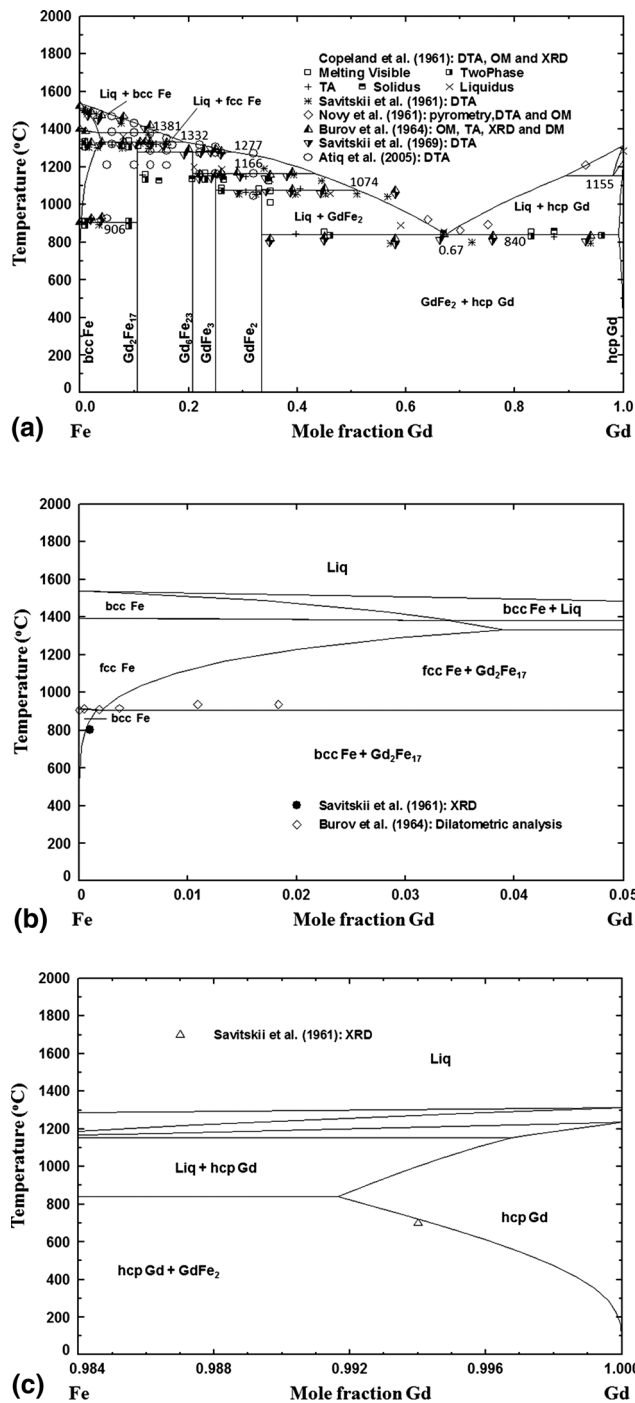 Copeland et al. (1961): DTA, OM and XRD
Melting Visible TwoPhase
TA Solidus Liquidus
Savitskii et al. (1961): DTA
Novy et al. (1961): pyrometry,DTA and OM
Burov et al. (1964): OM, TA, XRD and DM
Savitskii et al. (1969): DTA
Atiq et al. (2005): DTA
Liq + bcc Fe
Liq + fcc Fe
1381
1332
1277
1166
1074
1155
906
840
0.67
Liq + GdFe2
Liq + hcp Gd
GdFe2 + hcp Gd
bcc Fe
Gd2Fe17
Gd6Fe23
GdFe3
GdFe2
hcp Gd
Temperature (°C)
2000
1800
1600
1400
1200
1000
800
600
400
200
0
0.0 0.2 0.4 0.6 0.8 1.0
Fe Mole fraction Gd Gd
(a)
Temperature (°C)
2000
1800
1600
1400
1200
1000
800
600
400
200
0
Liq
bcc Fe
bcc Fe + Liq
fcc Fe
fcc Fe + Gd2Fe17
bcc Fe
bcc Fe + Gd2Fe17
Savitskii et al. (1961): XRD
Burov et al. (1964): Dilatometric analysis
0 0.01 0.02 0.03 0.04 0.05
Fe Mole fraction Gd Gd
(b)
Temperature (°C)
2000
1800
1600
1400
1200
1000
800
600
400
200
0
Savitskii et al. (1961): XRD
Liq
Liq + hcp Gd
hcp Gd
hcp Gd + GdFe2
0.984 0.988 0.992 0.996 1.000
Fe Mole fraction Gd Gd
(c)